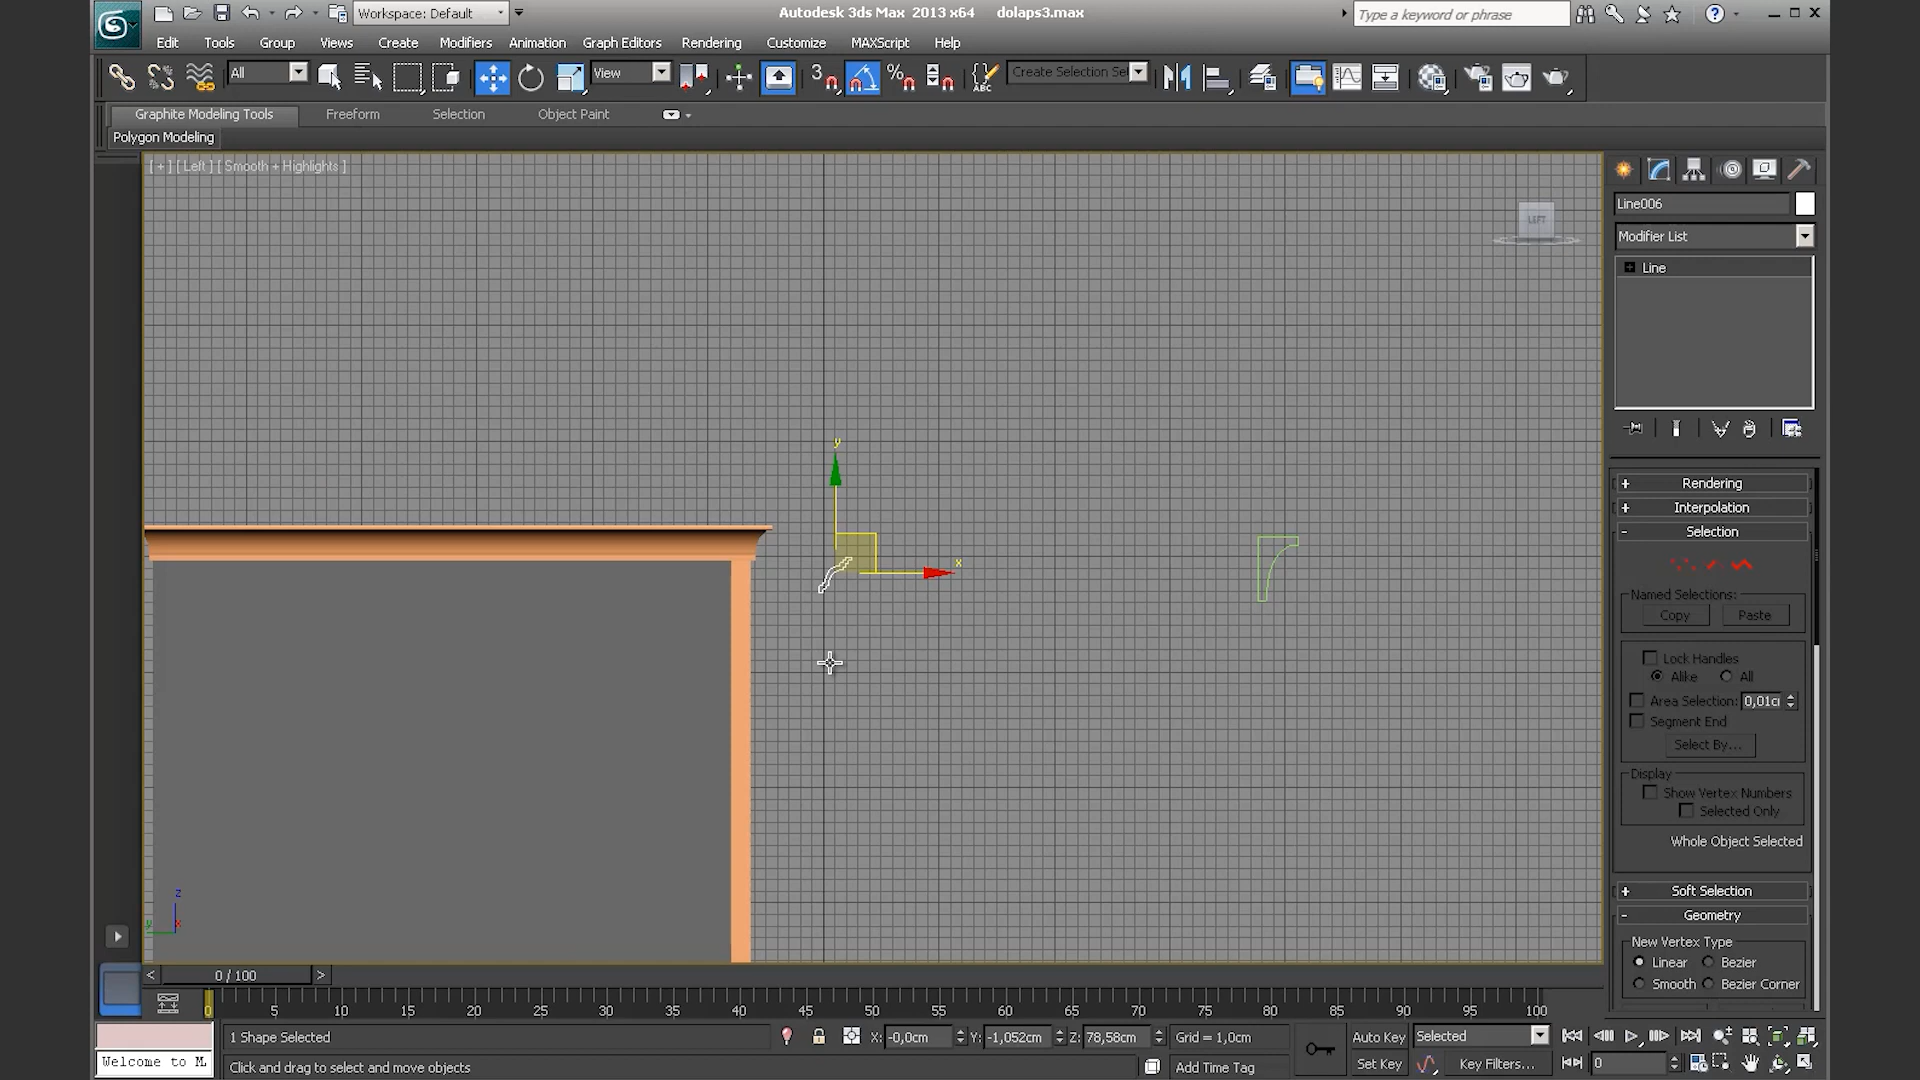 Workspace: Default
Autodesk 3ds Max 2013 x64 dolaps3.max
Type a keyword or phrase
Edit Tools Group Views Create Modifiers Animation Graph Editors Rendering Customize MAXScript Help
All
View
3
%
ABC
Create Selection Se
Graphite Modeling Tools Freeform Selection Object Paint
Polygon Modeling
[ + ] [ Left ] [ Smooth + Highlights ]
LEFT
Line006
Modifier List
Line
y
x
z
y
x
Rendering
Interpolation
Selection
Named Selections:
Copy Paste
Lock Handles
Alike All
Area Selection: 0,01c
Segment End
Select By...
Display
Show Vertex Numbers
Selected Only
Whole Object Selected
Soft Selection
Geometry
New Vertex Type
Linear Bezier
Smooth Bezier Corner
< 0 / 100 >
0 5 10 15 20 25 30 35 40 45 50 55 60 65 70 75 80 85 90 95 100
1 Shape Selected
X: -0,0cm Y: -1,052cm Z: 78,58cm
Grid = 1,0cm
Auto Key Selected
Welcome to M
Click and drag to select and move objects
Add Time Tag
Set Key Key Filters... 0